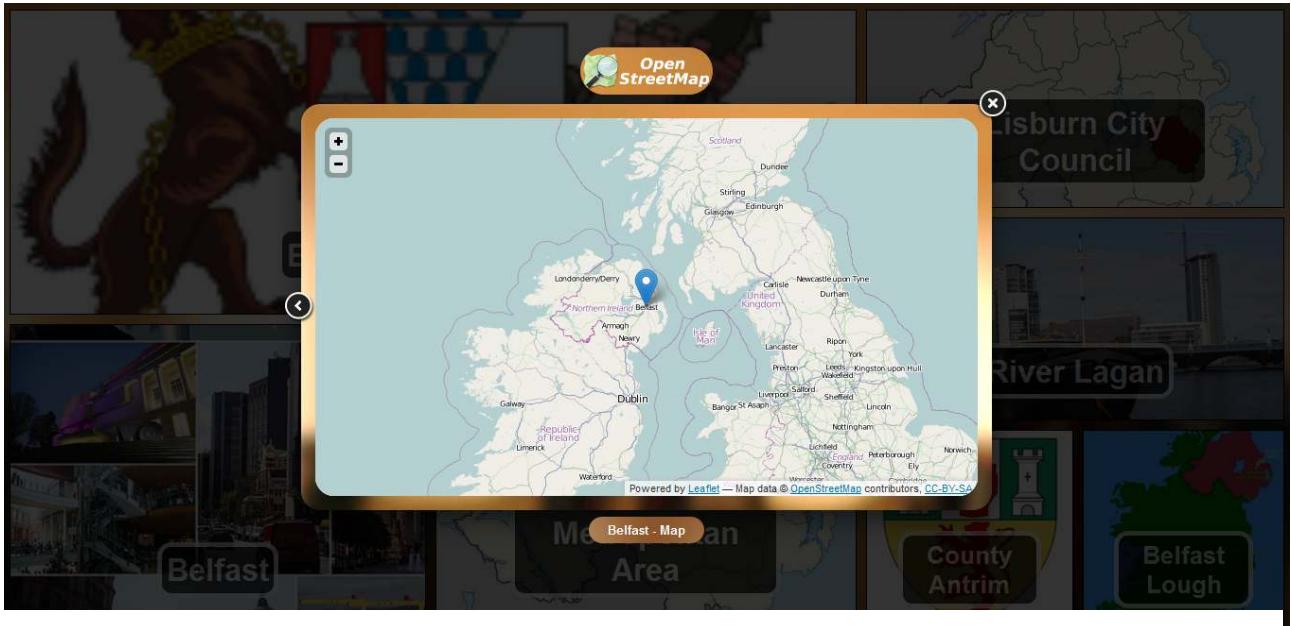 Open
StreetMap
Lisburn City
Council
+
−
Scotland
Dundee
Stirling
Edinburgh
Glasgow
Londonderry/Derry
Newcastle upon Tyne
Carlisle
Durham
United
Kingdom
Northern Ireland
Belfast
Armagh
Newry
Isle of
Man
Lancaster
Ripon
York
Preston
Leeds
Kingston upon Hull
Wakefield
River Lagan
Salford
Liverpool
Sheffield
Galway
Dublin
Bangor
St Asaph
Lincoln
Republic
of Ireland
Nottingham
Limerick
Lichfield
England
Peterborough
Norwich
Coventry
Ely
Waterford
Worcester
Cambridge
Powered by Leaflet — Map data © OpenStreetMap contributors, CC-BY-SA
Belfast - Map
Area
Belfast
County
Antrim
Belfast
Lough